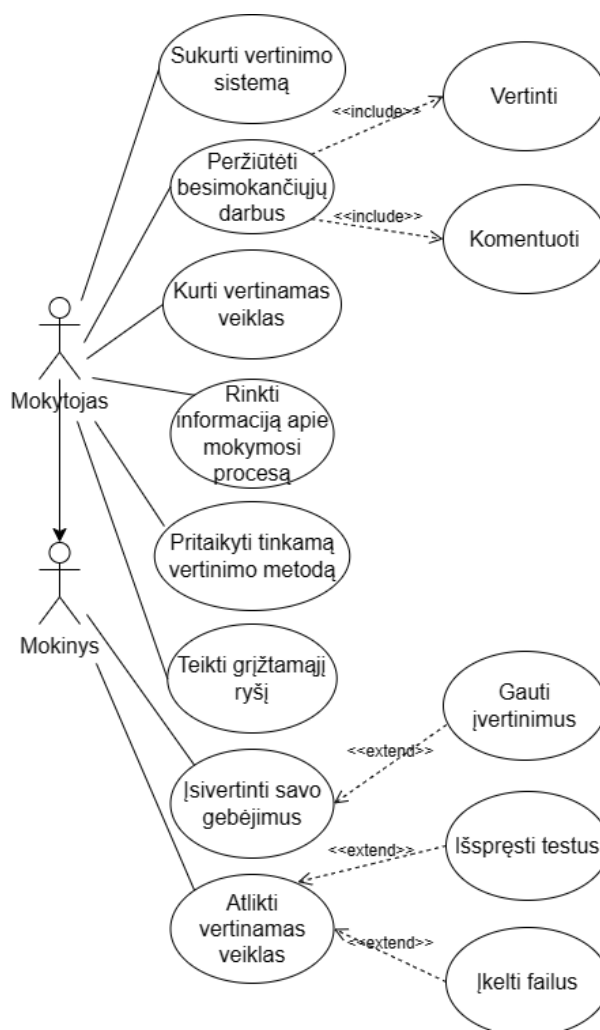 Sukurti vertinimo
sistemą
Vertinti
<<include>>
Peržiūtėti
besimokančiųjų
darbus
<<include>>
Komentuoti
Kurti vertinamas
veiklas
Mokytojas
Rinkti
informaciją apie
mokymosi
procesą
Pritaikyti tinkamą
vertinimo metodą
Mokinys
Teikti grįžtamąjį
ryšį
Gauti
įvertinimus
<<extend>>
Įsivertinti savo
gebėjimus
<<extend>>
Išspręsti testus
Atlikti
vertinamas
veiklas
<<extend>>
Įkelti failus